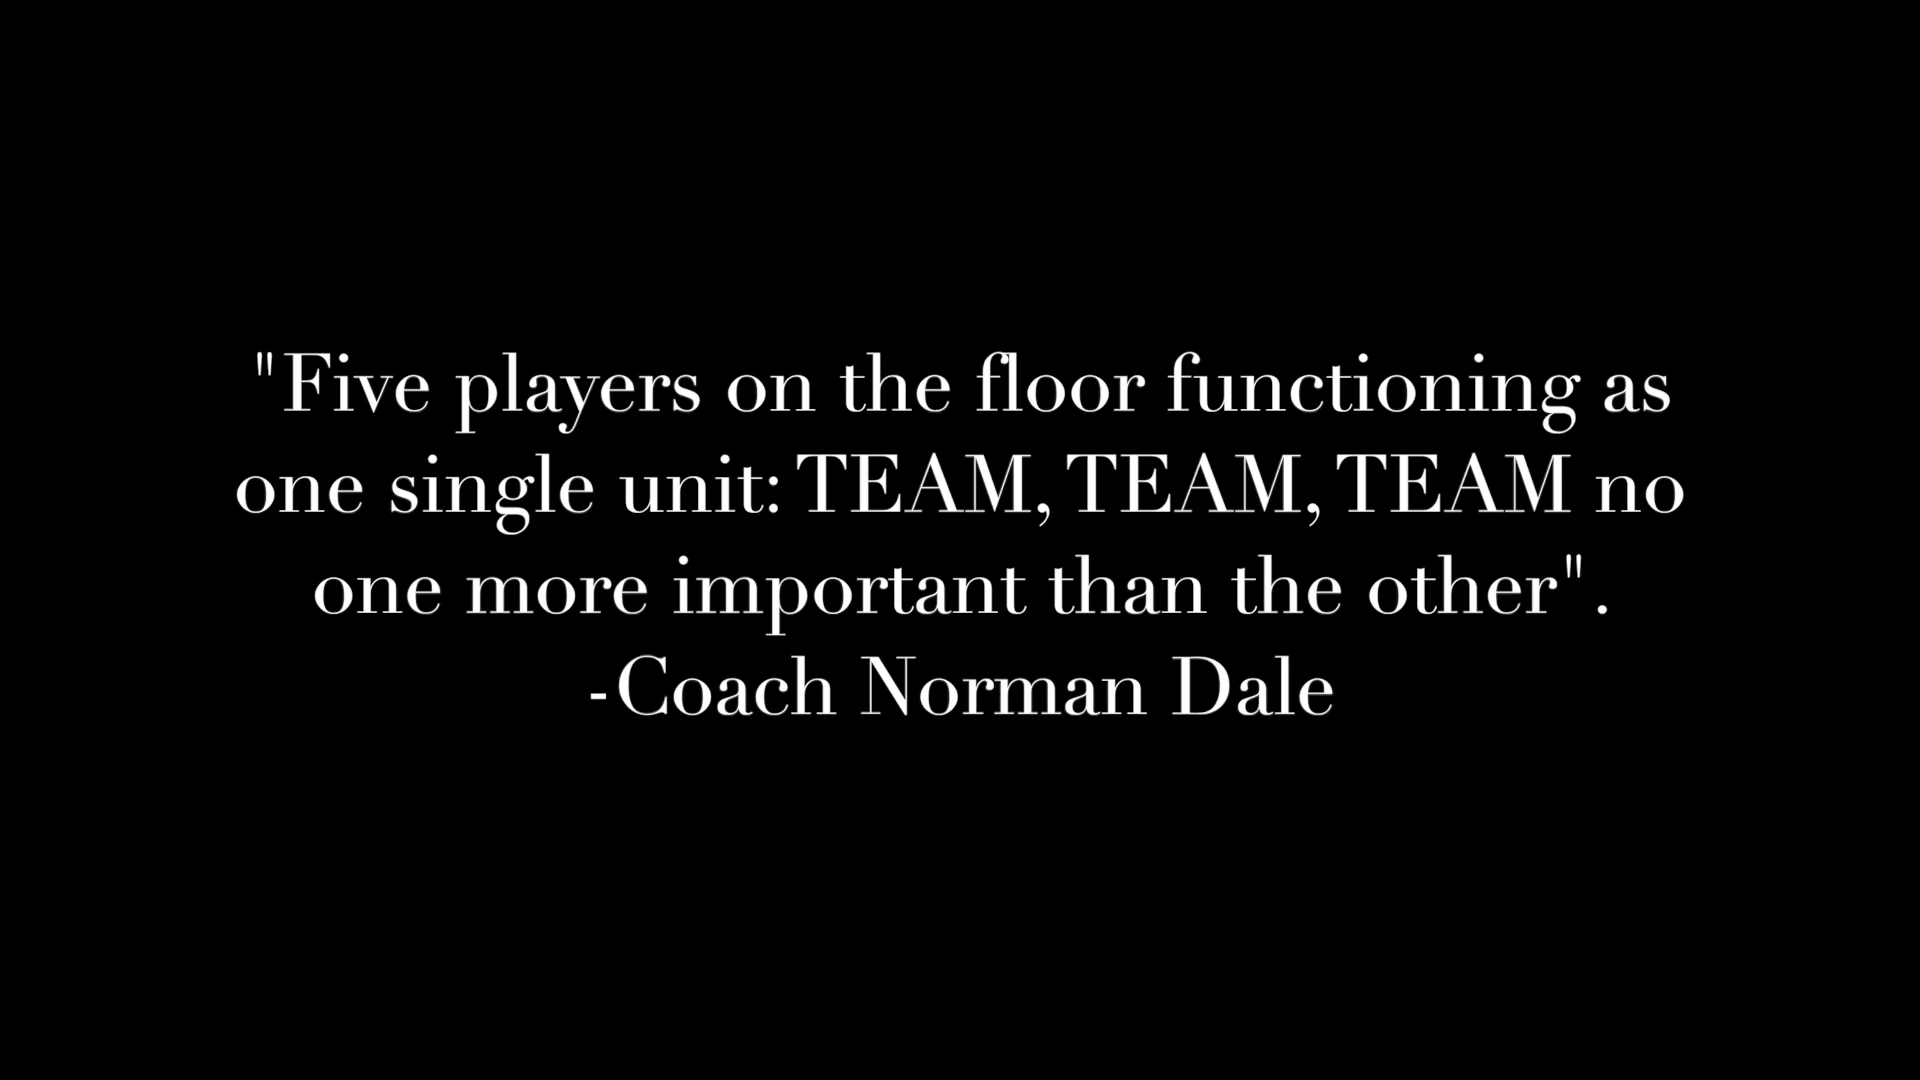 "Five players on the floor functioning as
one single unit: TEAM, TEAM, TEAM no
one more important than the other".
-Coach Norman Dale